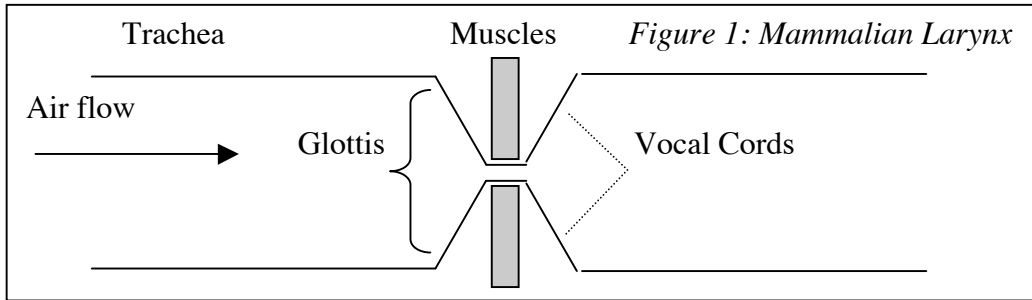 Trachea Muscles Figure 1: Mammalian Larynx
Air flow
Glottis Vocal Cords